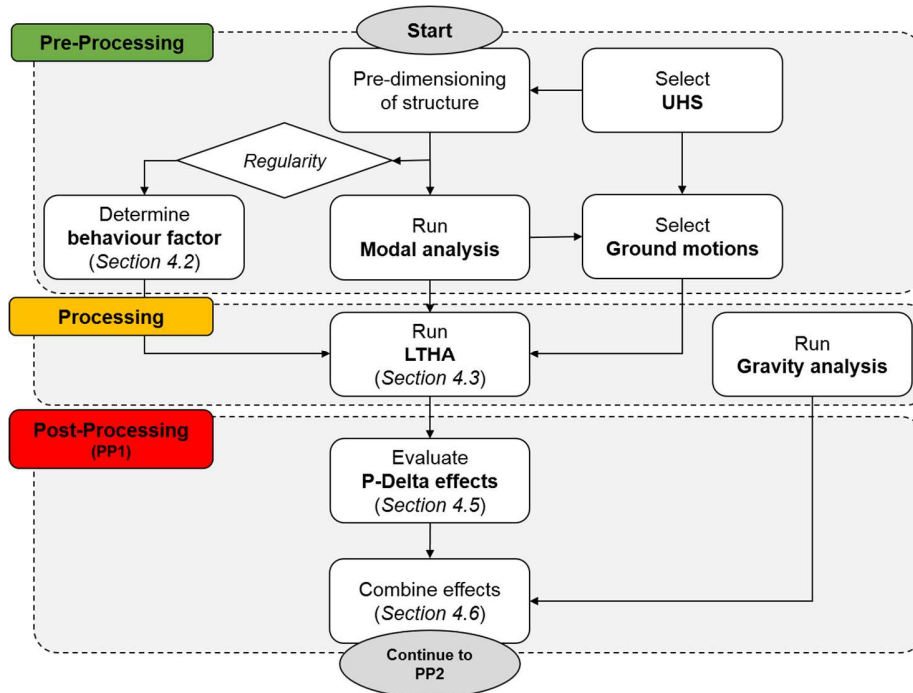 Pre-Processing
Start
Pre-dimensioning
of structure
Select
UHS
Regularity
Determine
behaviour factor
(Section 4.2)
Run
Modal analysis
Select
Ground motions
Processing
Run
LTHA
(Section 4.3)
Run
Gravity analysis
Post-Processing
(PP1)
Evaluate
P-Delta effects
(Section 4.5)
Combine effects
(Section 4.6)
Continue to
PP2